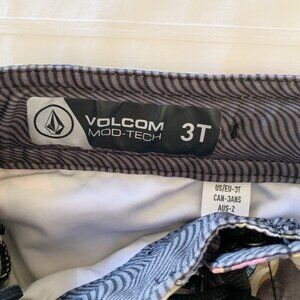 VOLCOM
MOD-TECH
3T
US/EU-3T
CAN-3ANS
AUS-2